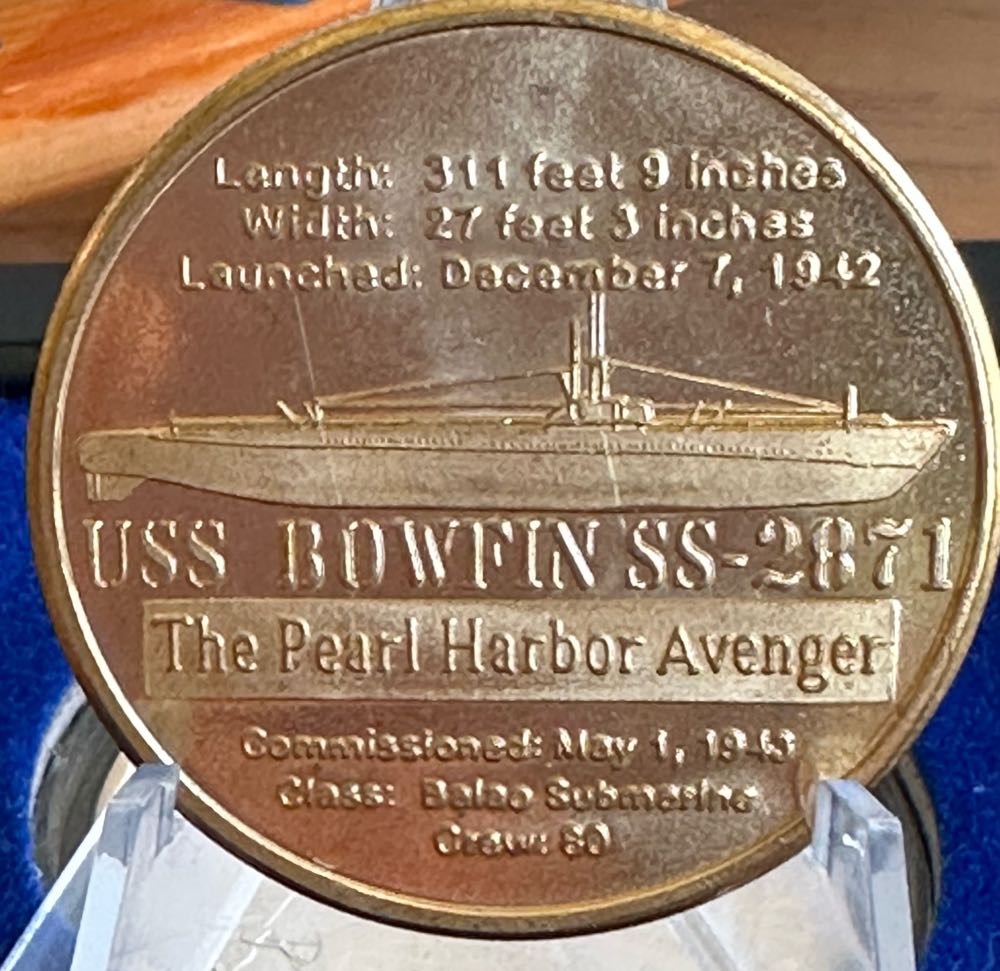 Length: 311 feet 9 inches
Width: 27 feet 3 inches
Launched: December 7, 1942
USS BOWFIN SS-2871
The Pearl Harbor Avenger
Commissioned: May 1, 1943
Class: Balao Submarine
Crew: 80